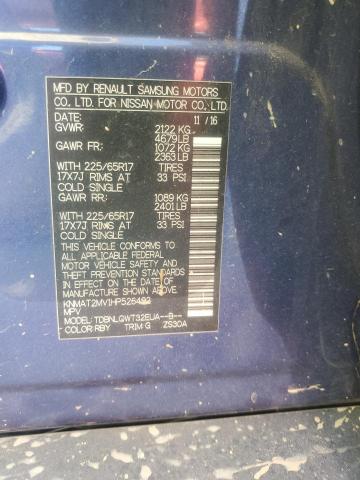 MFD BY RENAULT SAMSUNG MOTORS
CO. LTD. FOR NISSAN MOTOR CO., LTD.
DATE: 11 / 16
GVWR: 2122 KG
4679LB
GAWR FR: 1072 KG
2363 LB
WITH 225/65R17 TIRES
17X7J RIMS AT 33 PSI
COLD SINGLE
GAWR RR: 1089 KG
2401 LB
WITH 225/65R17 TIRES
17X7J RIMS AT 33 PSI
COLD SINGLE
THIS VEHICLE CONFORMS
TO ALL APPLICABLE FEDERAL
MOTOR VEHICLE SAFETY AND
THEFT PREVENTION STANDARDS
IN EFFECT ON THE DATE OF
MANUFACTURE SHOWN ABOVE
KNMAT2MV1HP526492
MPV
MODEL: TDBNLQWT32EUA--B--
COLOR: RBY TRIM: G ZS30A